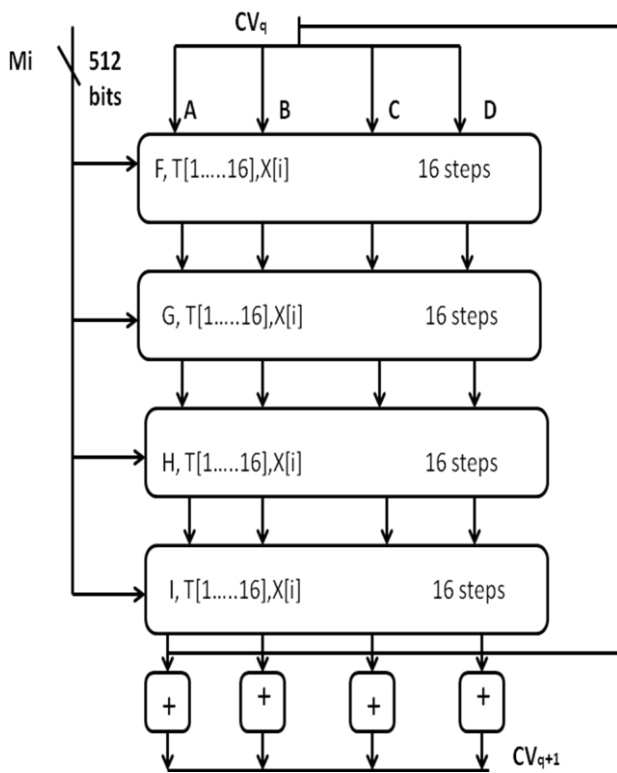 CVq
Mi 512 bits
A B C D
F, T[1.....16],X[i] 16 steps
G, T[1.....16],X[i] 16 steps
H, T[1.....16],X[i] 16 steps
I, T[1.....16],X[i] 16 steps
+ + + +
CVq+1